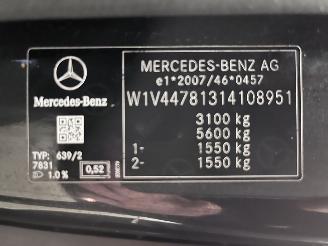 MERCEDES-BENZ AG
e1*2007/46*0457
W1V44781314108951
3100 kg
5600 kg
1- 1550 kg
2- 1550 kg
Mercedes-Benz
TYP: 639/2
7831
1.0 % 0,52